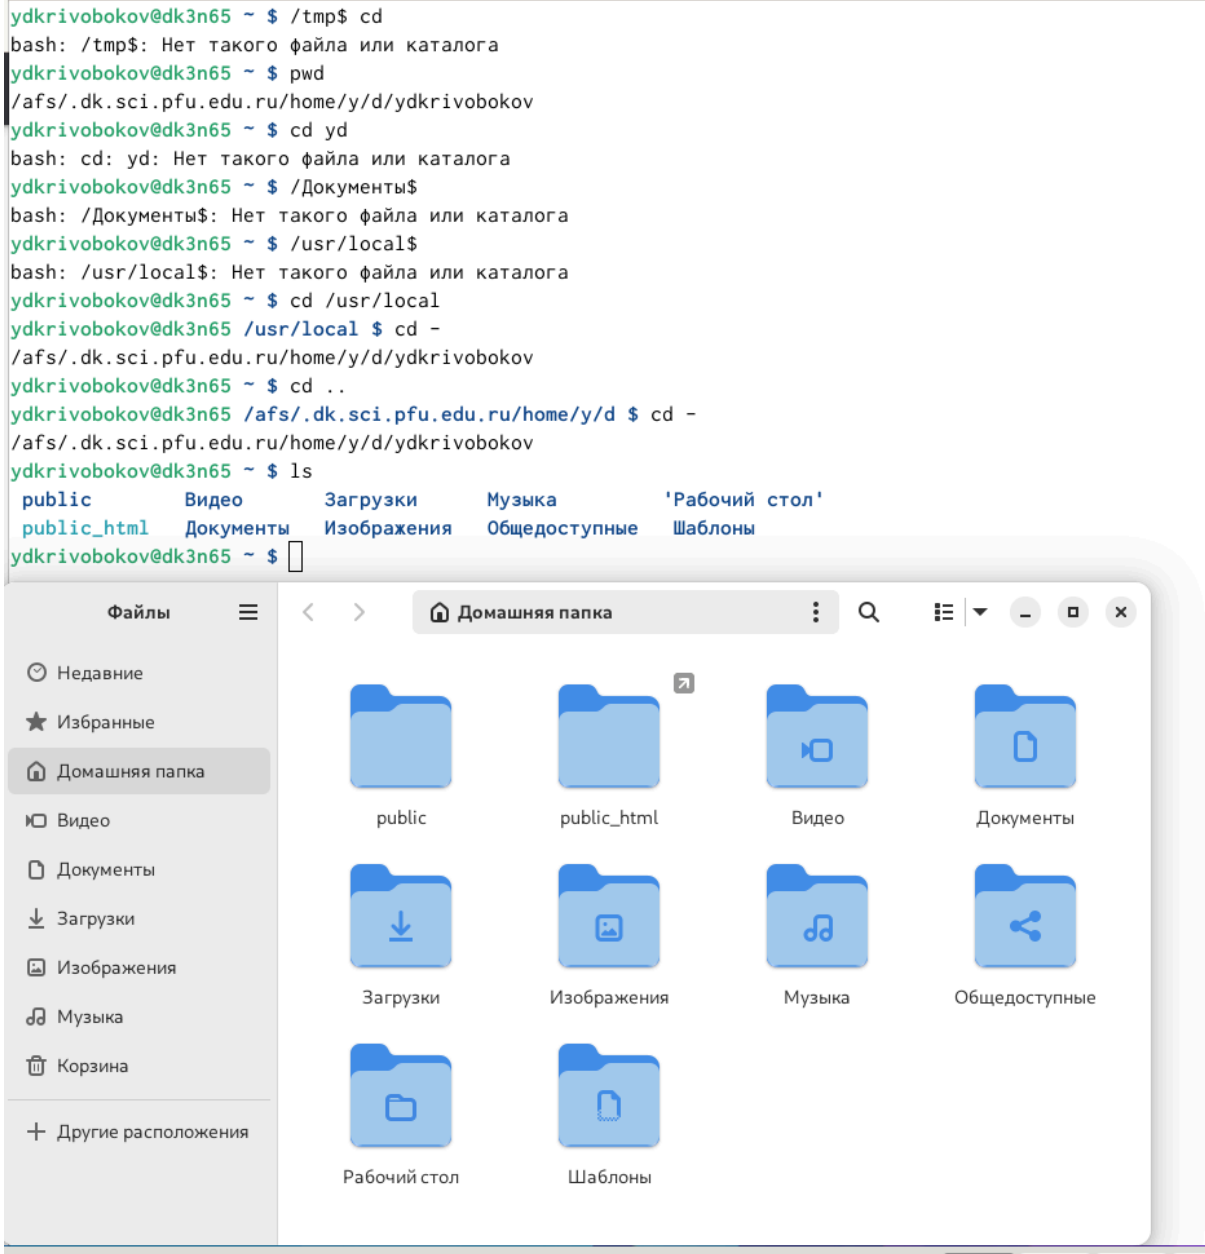 ydkrivobokov@dk3n65 ~ $ /tmp$ cd
bash: /tmp$: Нет такого файла или каталога
ydkrivobokov@dk3n65 ~ $ pwd
/afs/.dk.sci.pfu.edu.ru/home/y/d/ydkrivobokov
ydkrivobokov@dk3n65 ~ $ cd yd
bash: cd: yd: Нет такого файла или каталога
ydkrivobokov@dk3n65 ~ $ /Документы$
bash: /Документы$: Нет такого файла или каталога
ydkrivobokov@dk3n65 ~ $ /usr/local$
bash: /usr/local$: Нет такого файла или каталога
ydkrivobokov@dk3n65 ~ $ cd /usr/local
ydkrivobokov@dk3n65 /usr/local $ cd -
/afs/.dk.sci.pfu.edu.ru/home/y/d/ydkrivobokov
ydkrivobokov@dk3n65 ~ $ cd ..
ydkrivobokov@dk3n65 /afs/.dk.sci.pfu.edu.ru/home/y/d $ cd -
/afs/.dk.sci.pfu.edu.ru/home/y/d/ydkrivobokov
ydkrivobokov@dk3n65 ~ $ ls
public Видео Загрузки Музыка 'Рабочий стол'
public_html Документы Изображения Общедоступные Шаблоны
ydkrivobokov@dk3n65 ~ $
Файлы
Домашняя папка
Недавние
Избранные
Домашняя папка
Видео
Документы
Загрузки
Изображения
Музыка
Корзина
Другие расположения
public public_html Видео Документы
Загрузки Изображения Музыка Общедоступные
Рабочий стол Шаблоны